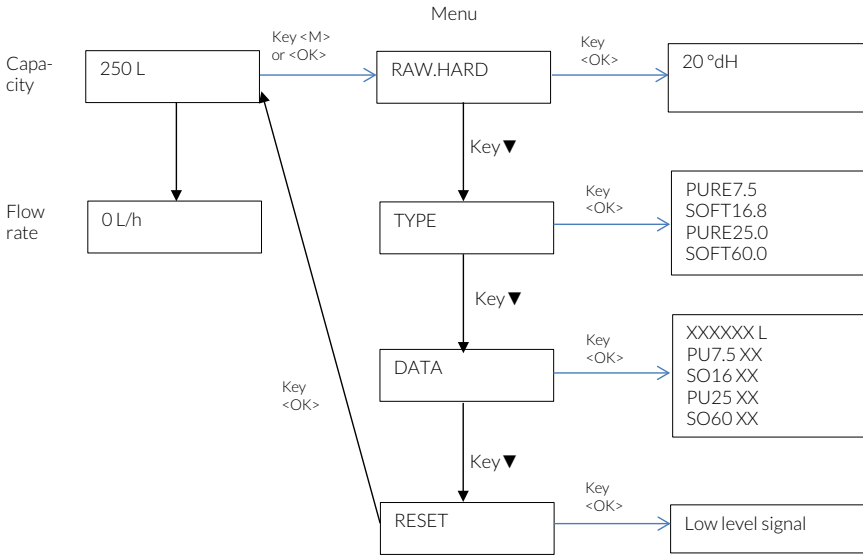 Menu
Capa-
city
250 L
Key <M>
or <OK>
RAW.HARD
Key
<OK>
20 °dH
Key ▼
Flow
rate
0 L/h
TYPE
Key
<OK>
PURE7.5
SOFT16.8
PURE25.0
SOFT60.0
Key ▼
DATA
Key
<OK>
XXXXXX L
PU7.5 XX
SO16 XX
PU25 XX
SO60 XX
Key
<OK>
Key ▼
RESET
Key
<OK>
Low level signal